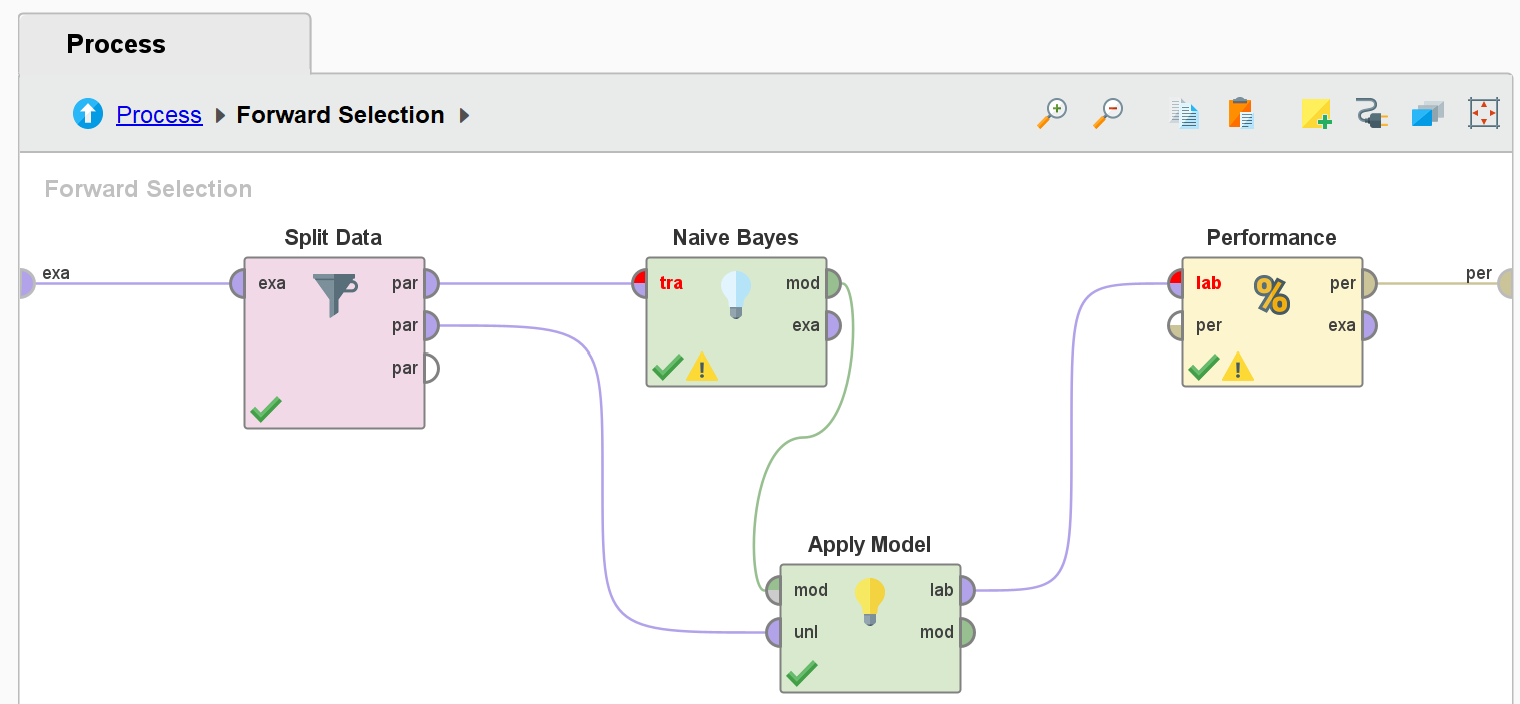 Process
Process Forward Selection
Forward Selection
Split Data
Naive Bayes
Performance
exa
exa
par
par
par
tra
mod
exa
lab
per
per
exa
per
Apply Model
mod
lab
unl
mod